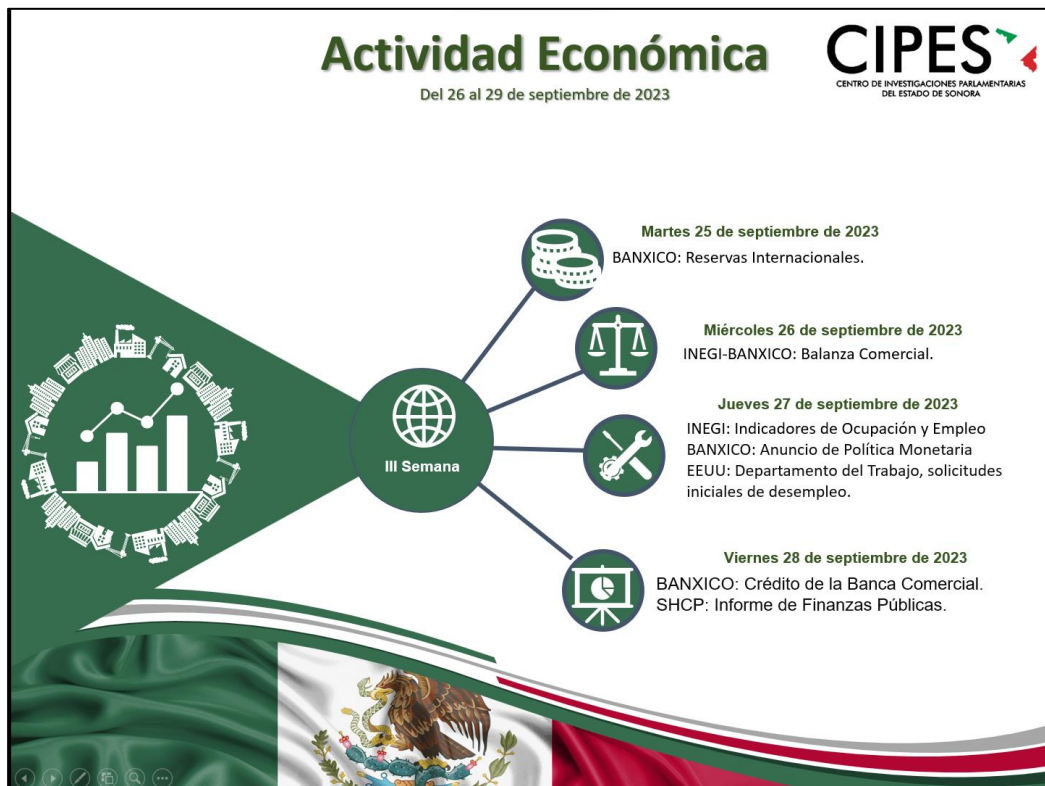 Actividad Económica
Del 26 al 29 de septiembre de 2023
CIPES
CENTRO DE INVESTIGACIONES PARLAMENTARIAS
DEL ESTADO DE SONORA
Martes 25 de septiembre de 2023
BANXICO: Reservas Internacionales.
Miércoles 26 de septiembre de 2023
INEGI-BANXICO: Balanza Comercial.
Jueves 27 de septiembre de 2023
INEGI: Indicadores de Ocupación y Empleo
BANXICO: Anuncio de Política Monetaria
EEUU: Departamento del Trabajo, solicitudes
iniciales de desempleo.
III Semana
Viernes 28 de septiembre de 2023
BANXICO: Crédito de la Banca Comercial.
SHCP: Informe de Finanzas Públicas.